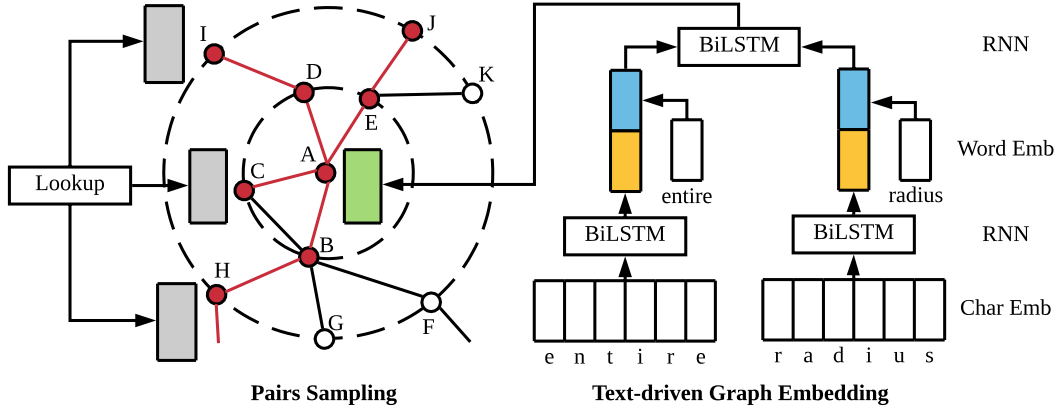 J
I
BiLSTM
RNN
D
K
E
A
Word Emb
C
Lookup
entire
radius
B
BiLSTM
BiLSTM
RNN
H
Char Emb
G
F
e n t i r e
r a d i u s
Pairs Sampling
Text-driven Graph Embedding